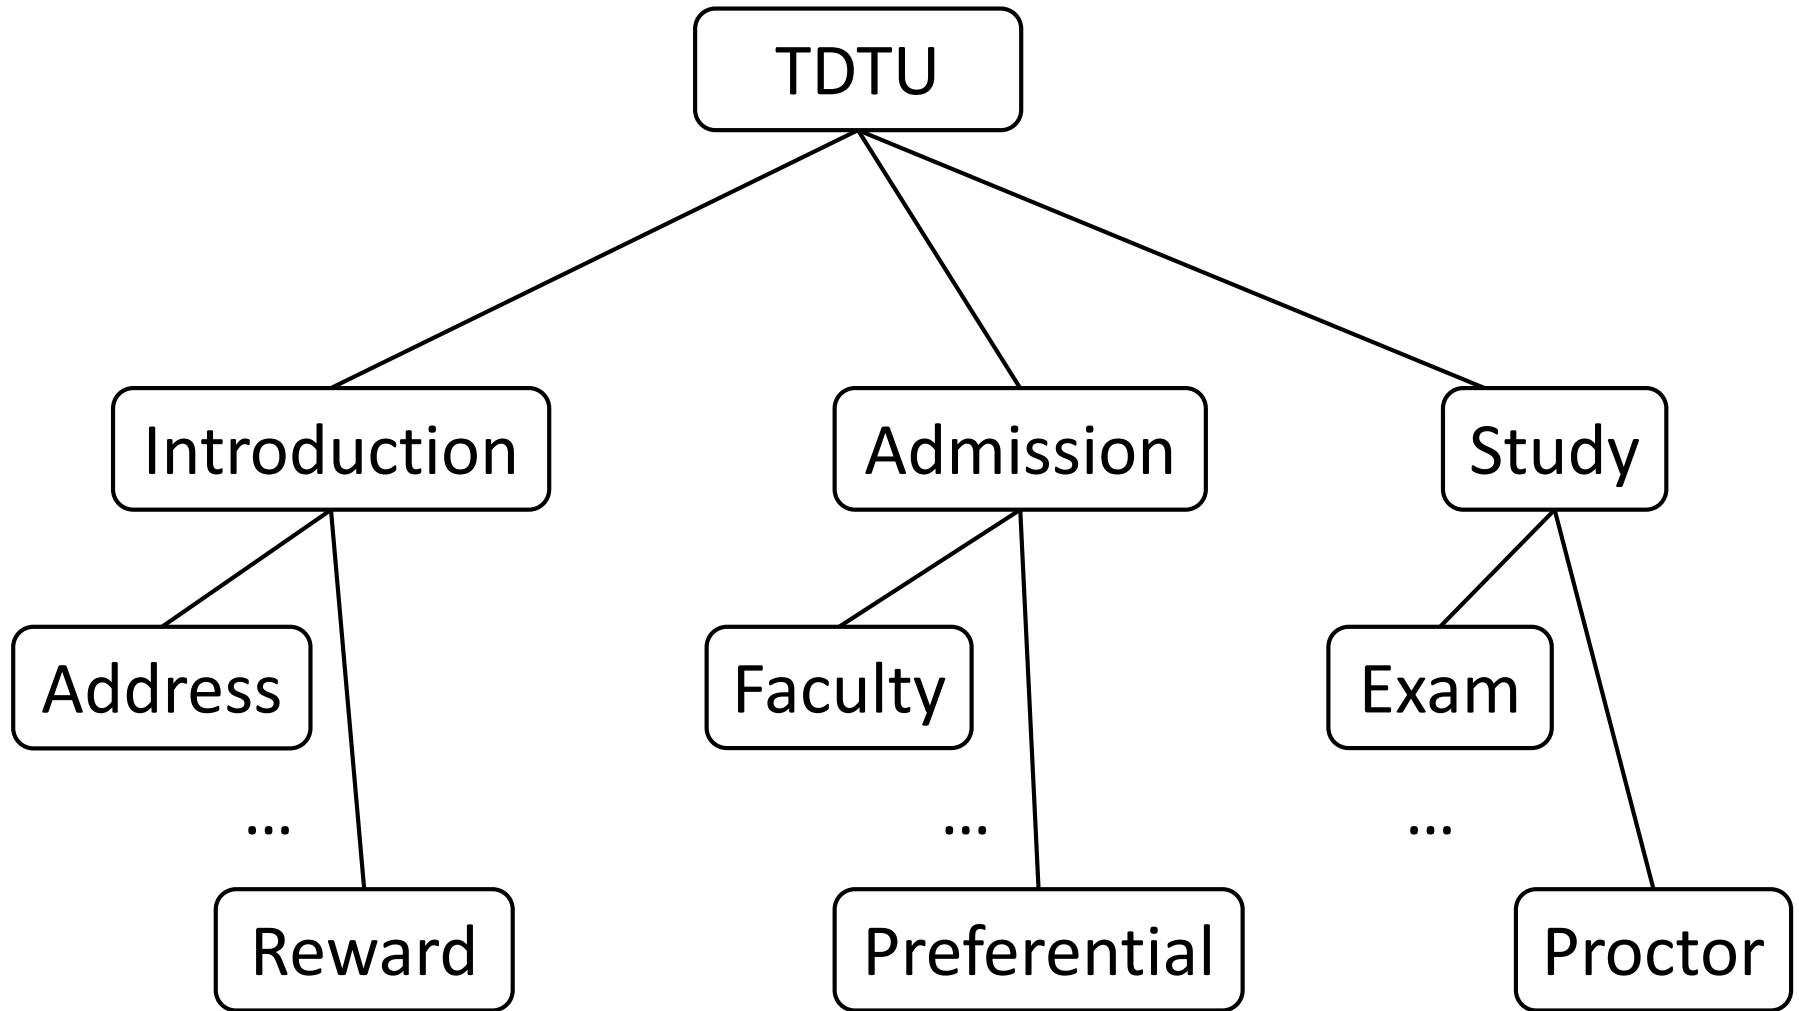 TDTU
Introduction
Admission
Study
Address
Faculty
Exam
...
...
...
Reward
Preferential
Proctor